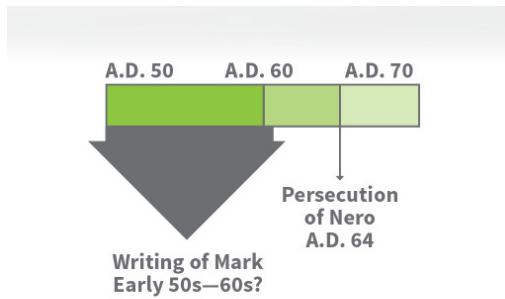 A.D. 50 A.D. 60 A.D. 70
Persecution
of Nero
A.D. 64
Writing of Mark
Early 50s—60s?